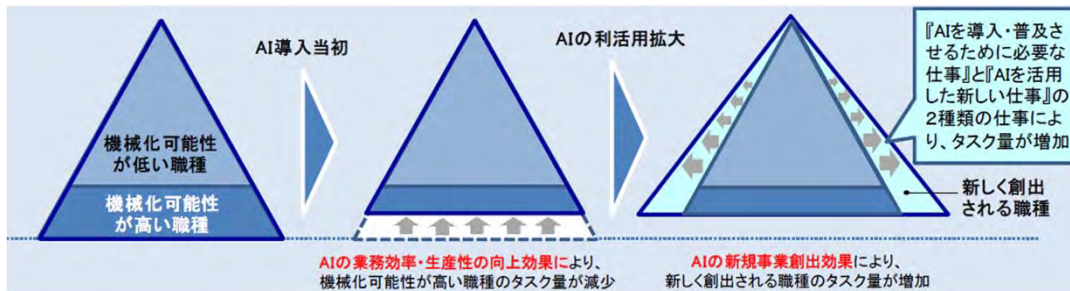 AI導入当初
AIの利活用拡大
『AIを導入・普及さ
せるために必要な
仕事』と『AIを活用
した新しい仕事』の
2種類の仕事によ
り、タスク量が増加
機械化可能性
が低い職種
機械化可能性
が高い職種
新しく創出
される職種
AIの業務効率・生産性の向上効果により、
機械化可能性が高い職種のタスク量が減少
AIの新規事業創出効果により、
新しく創出される職種のタスク量が増加